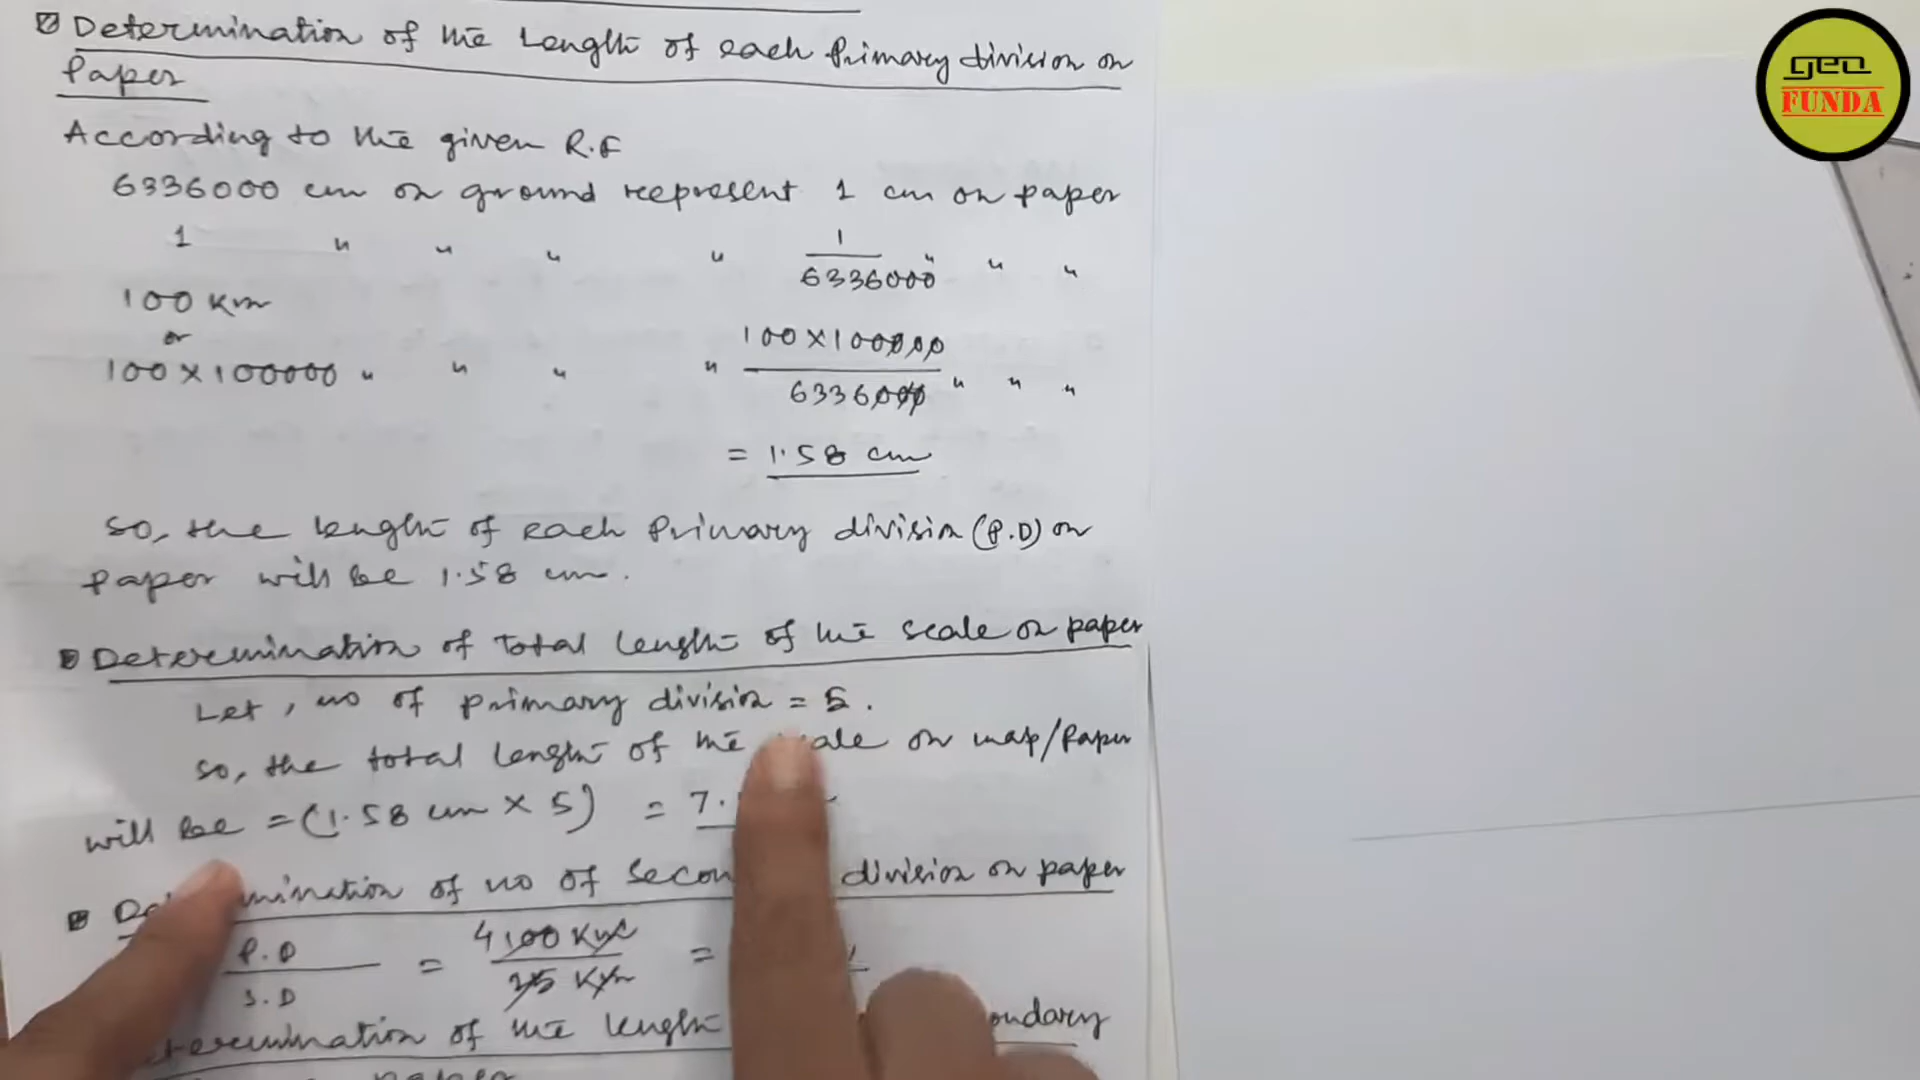 Determination of the Length of each Primary division on
Paper
According to the given R.F
6336000 cm on ground represent 1 cm on paper
1 " " " " 1/6336000 " " "
100 Km
or
100 × 100000 " " " " 100 × 100000/6336000 " " "
= 1.58 cm
So, the length of each Primary division (P.D) on
paper will be 1.58 cm.
Determination of Total length of the scale on paper
Let, no of primary division = 5.
So, the total length of the scale on map/Paper
will be = (1.58 cm × 5) = 7.
no of division on paper
P.D/S.D = 4 100 Km/25 Km =
of the length
GEO
FUNDA